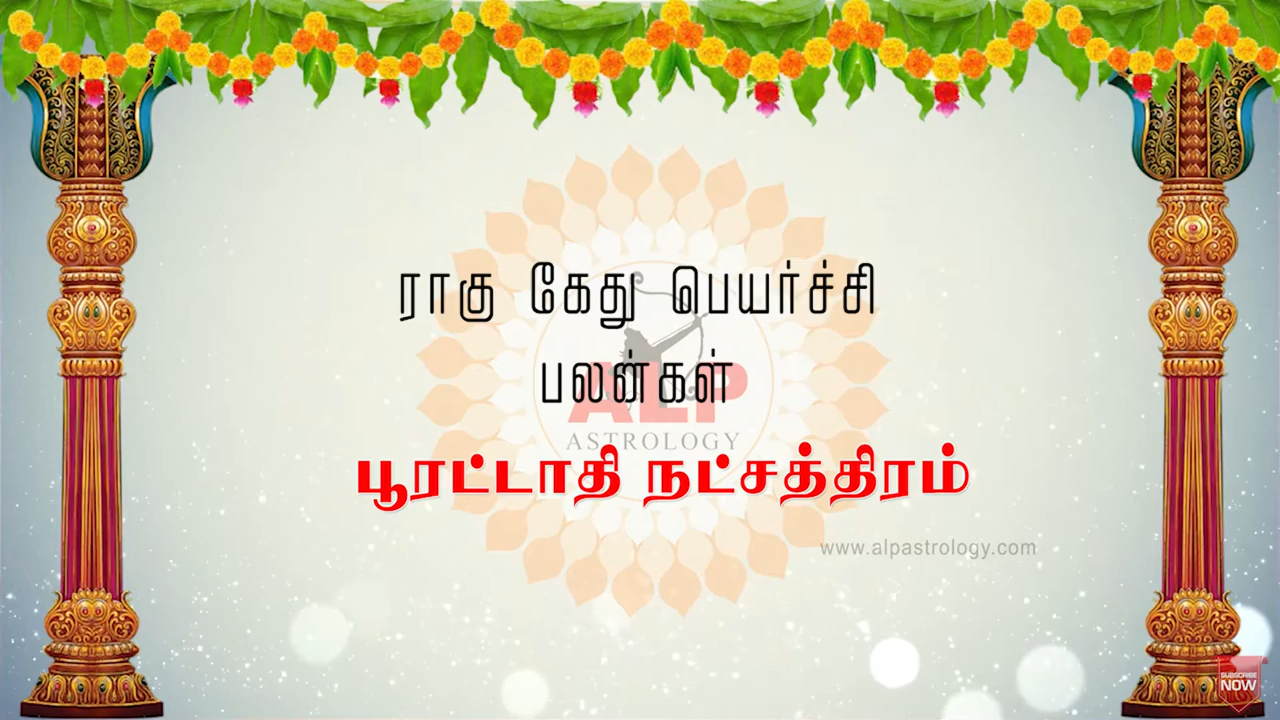 ராகு கேது பெயர்ச்சி
பலன்கள்
ALP
ASTROLOGY
பூரட்டாதி நட்சத்திரம்
www.alpastrology.com
SUBSCRIBE
NOW